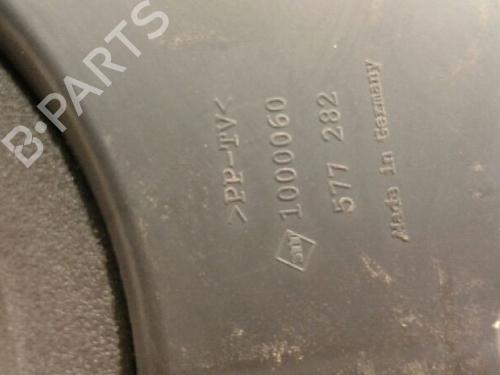 B-PARTS
>PP-TV<
1000060
577 282
Made in Germany